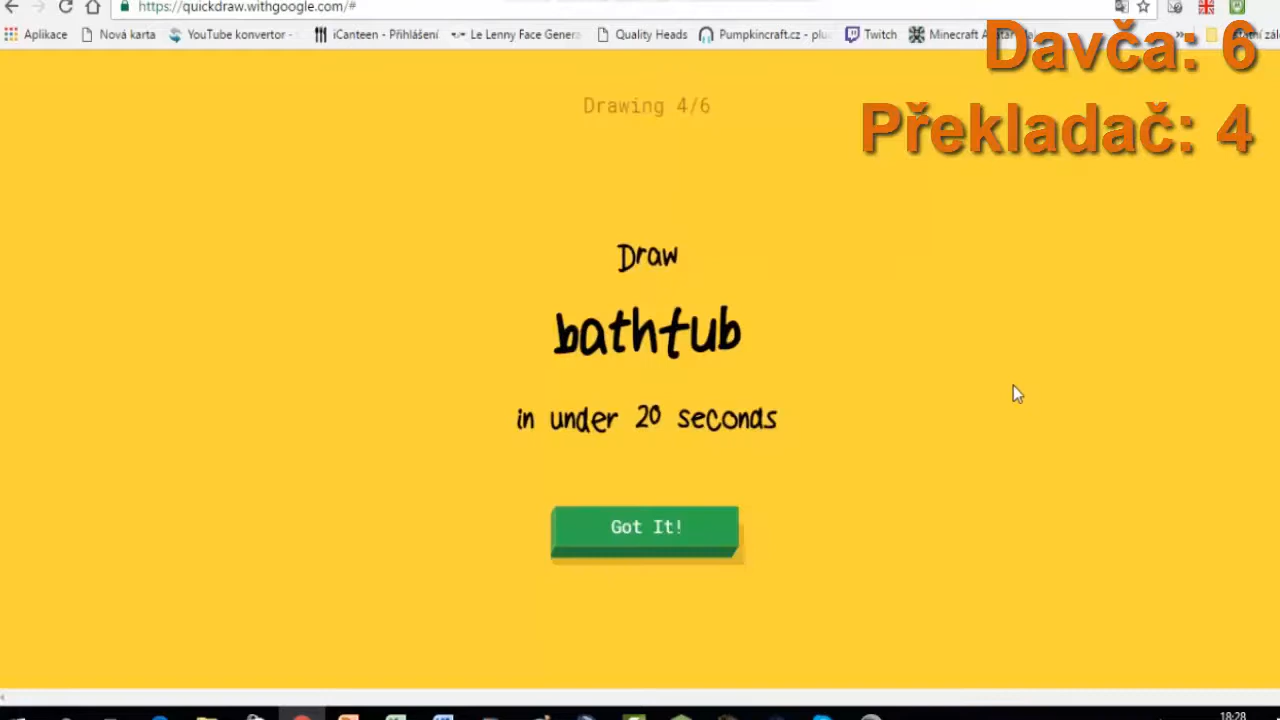 https://quickdraw.withgoogle.com/#
Aplikace Nová karta YouTube konvertor - iCanteen - Přihlášení Le Lenny Face Genera Quality Heads Pumpkincraft.cz - plu Twitch Minecraft
Davča: 6
Překladač: 4
Drawing 4/6
Draw
bathtub
in under 20 seconds
Got It!
18:28